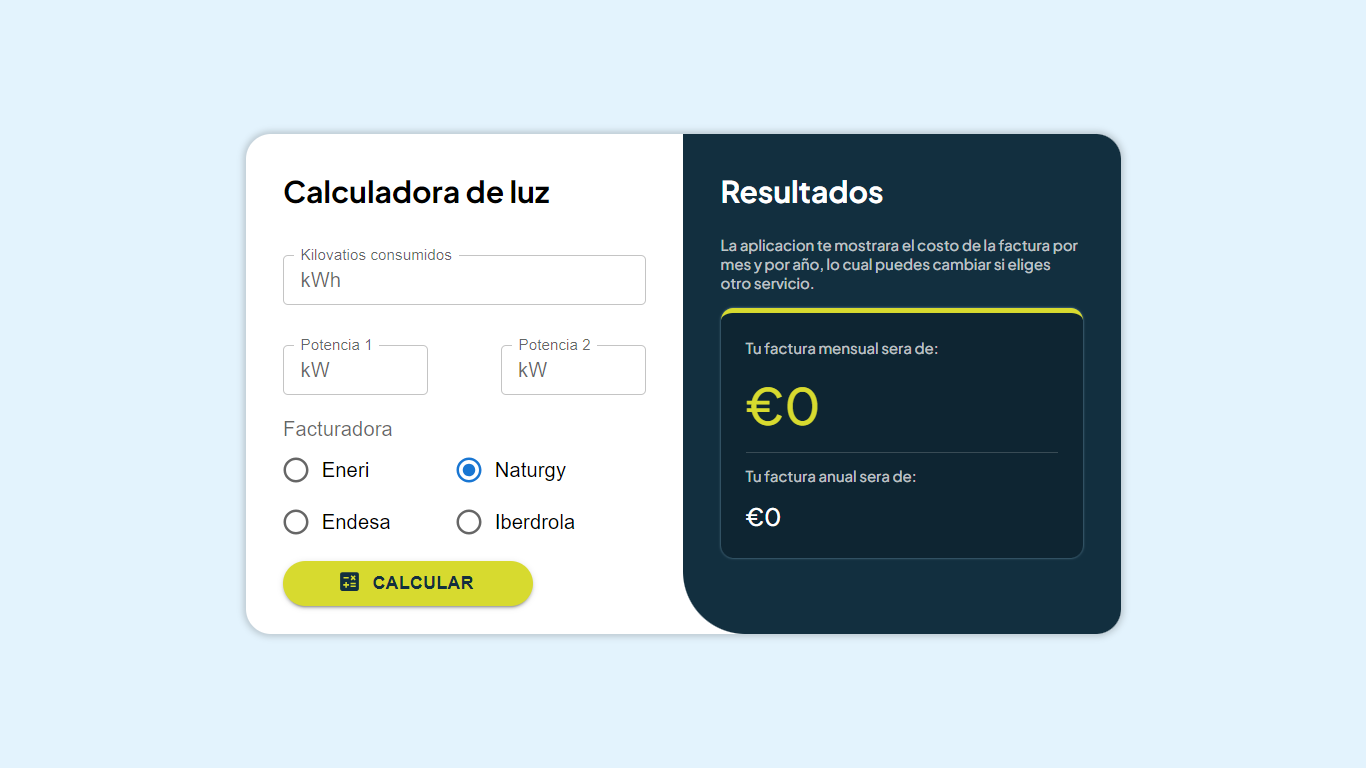 Calculadora de luz
Kilovatios consumidos
kWh
Potencia 1
kW
Potencia 2
kW
Facturadora
Eneri
Naturgy
Endesa
Iberdrola
CALCULAR
Resultados
La aplicacion te mostrara el costo de la factura por
mes y por año, lo cual puedes cambiar si eliges
otro servicio.
Tu factura mensual sera de:
€0
Tu factura anual sera de:
€0